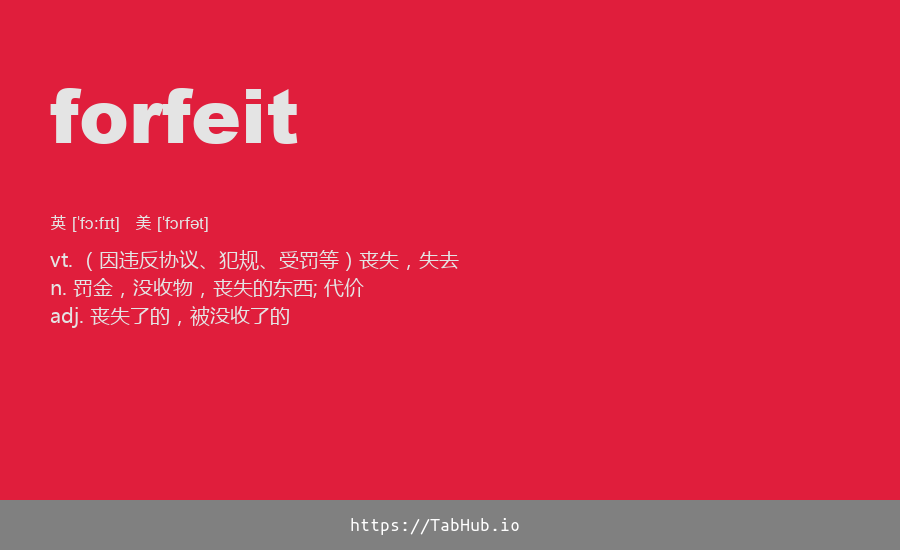 forfeit
英 [ˈfɔːfɪt] 美 [ˈfɔrfət]
vt. （因违反协议、犯规、受罚等）丧失，失去
n. 罚金，没收物，丧失的东西; 代价
adj. 丧失了的，被没收了的
https://TabHub.io